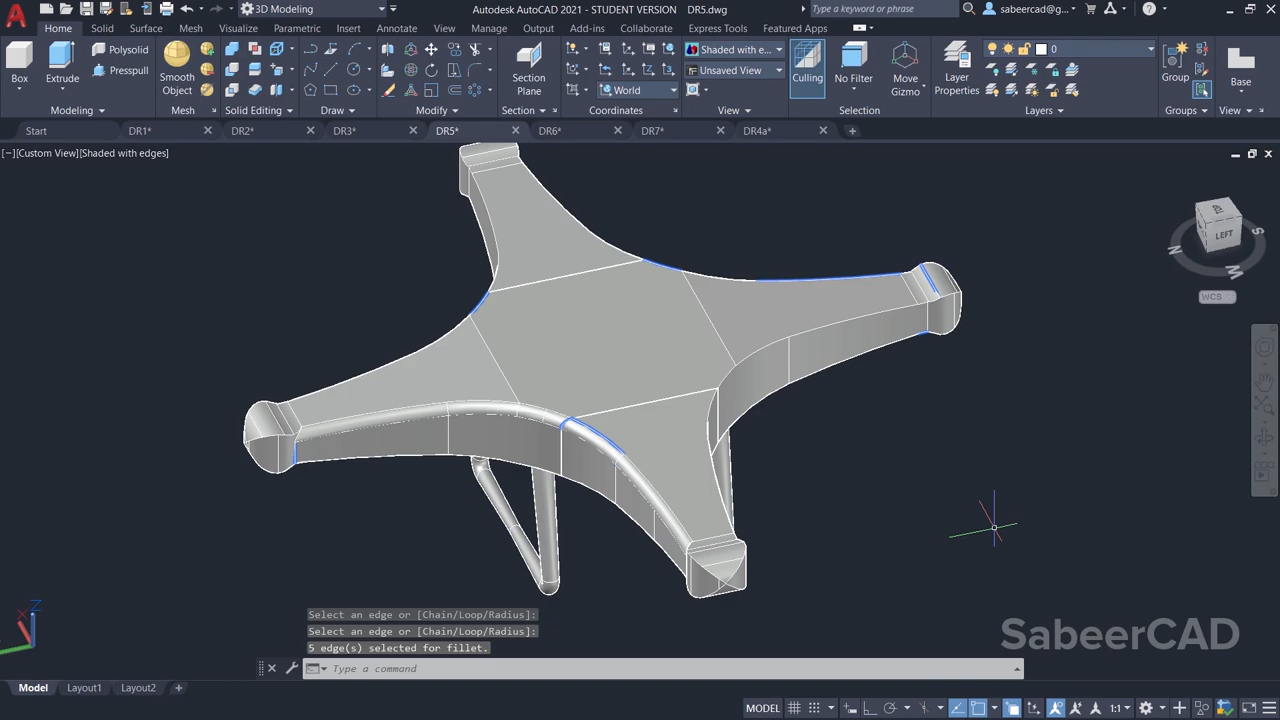 3D Modeling
Autodesk AutoCAD 2021 - STUDENT VERSION DR5.dwg
Type a keyword or phrase
sabeercad@g...
Home Solid Surface Mesh Visualize Parametric Insert Annotate View Manage Output Add-ins Collaborate Express Tools Featured Apps
Box
Extrude
Polysolid
Presspull
Smooth
Object
Section
Plane
World
Shaded with e...
Unsaved View
Culling
No Filter
Move
Gizmo
Layer
Properties
0
Group
Base
Modeling Mesh Solid Editing Draw Modify Section Coordinates View Selection Layers Groups View
Start DR1* DR2* DR3* DR5* DR6* DR7* DR4a*
[−][Custom View][Shaded with edges]
TOP
LEFT
N
S
W
WCS
Select an edge or [Chain/Loop/Radius]:
Select an edge or [Chain/Loop/Radius]:
5 edge(s) selected for fillet.
Type a command
SabeerCAD
X
Z
Model Layout1 Layout2
MODEL
1:1